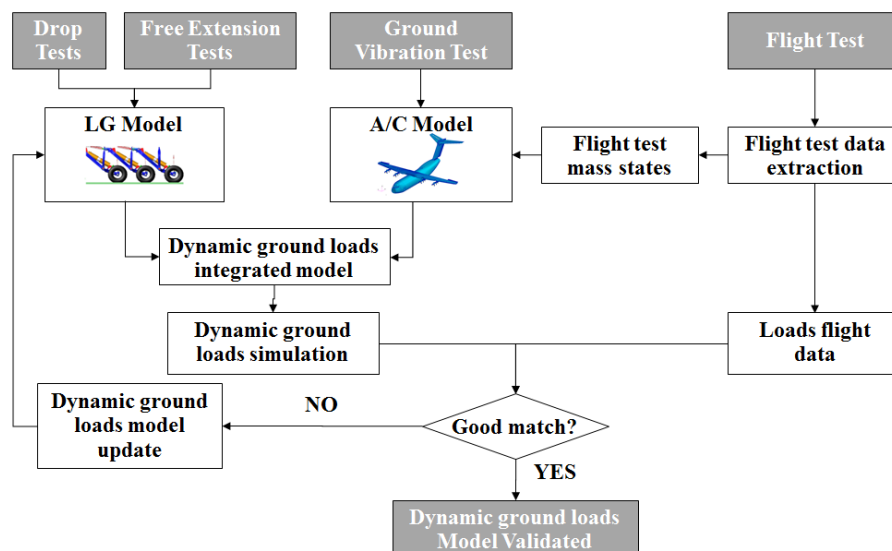 Drop
Tests
Free Extension
Tests
Ground
Vibration Test
Flight Test
LG Model
A/C Model
Flight test
mass states
Flight test data
extraction
Dynamic ground loads
integrated model
Dynamic ground
loads simulation
Loads flight
data
Dynamic ground
loads model
update
NO
Good match?
YES
Dynamic ground loads
Model Validated